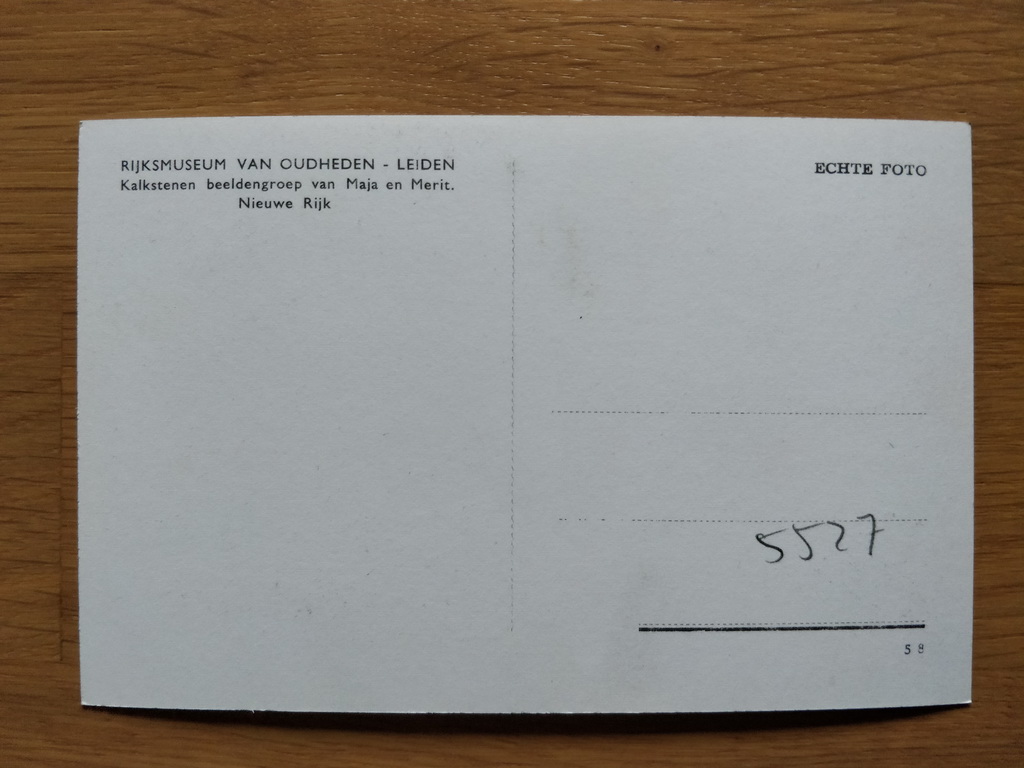 RIJKSMUSEUM VAN OUDHEDEN - LEIDEN
Kalkstenen beeldengroep van Maja en Merit.
Nieuwe Rijk
ECHTE FOTO
5527
58